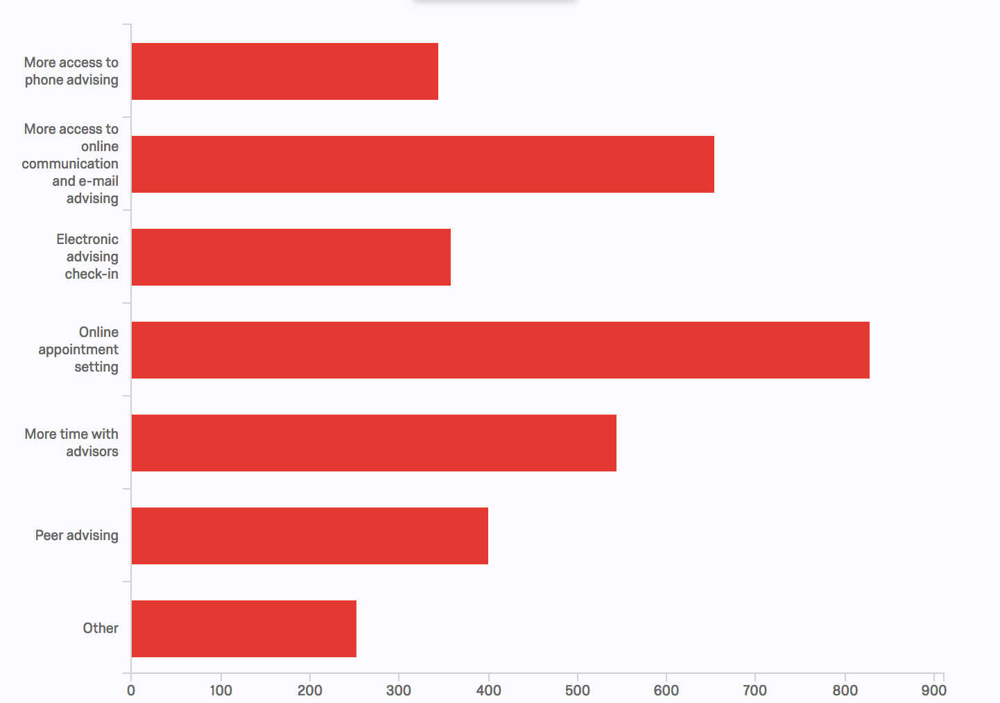 More access to
phone advising
More access to
online
communication
and e-mail
advising
Electronic
advising
check-in
Online
appointment
setting
More time with
advisors
Peer advising
Other
0 100 200 300 400 500 600 700 800 900